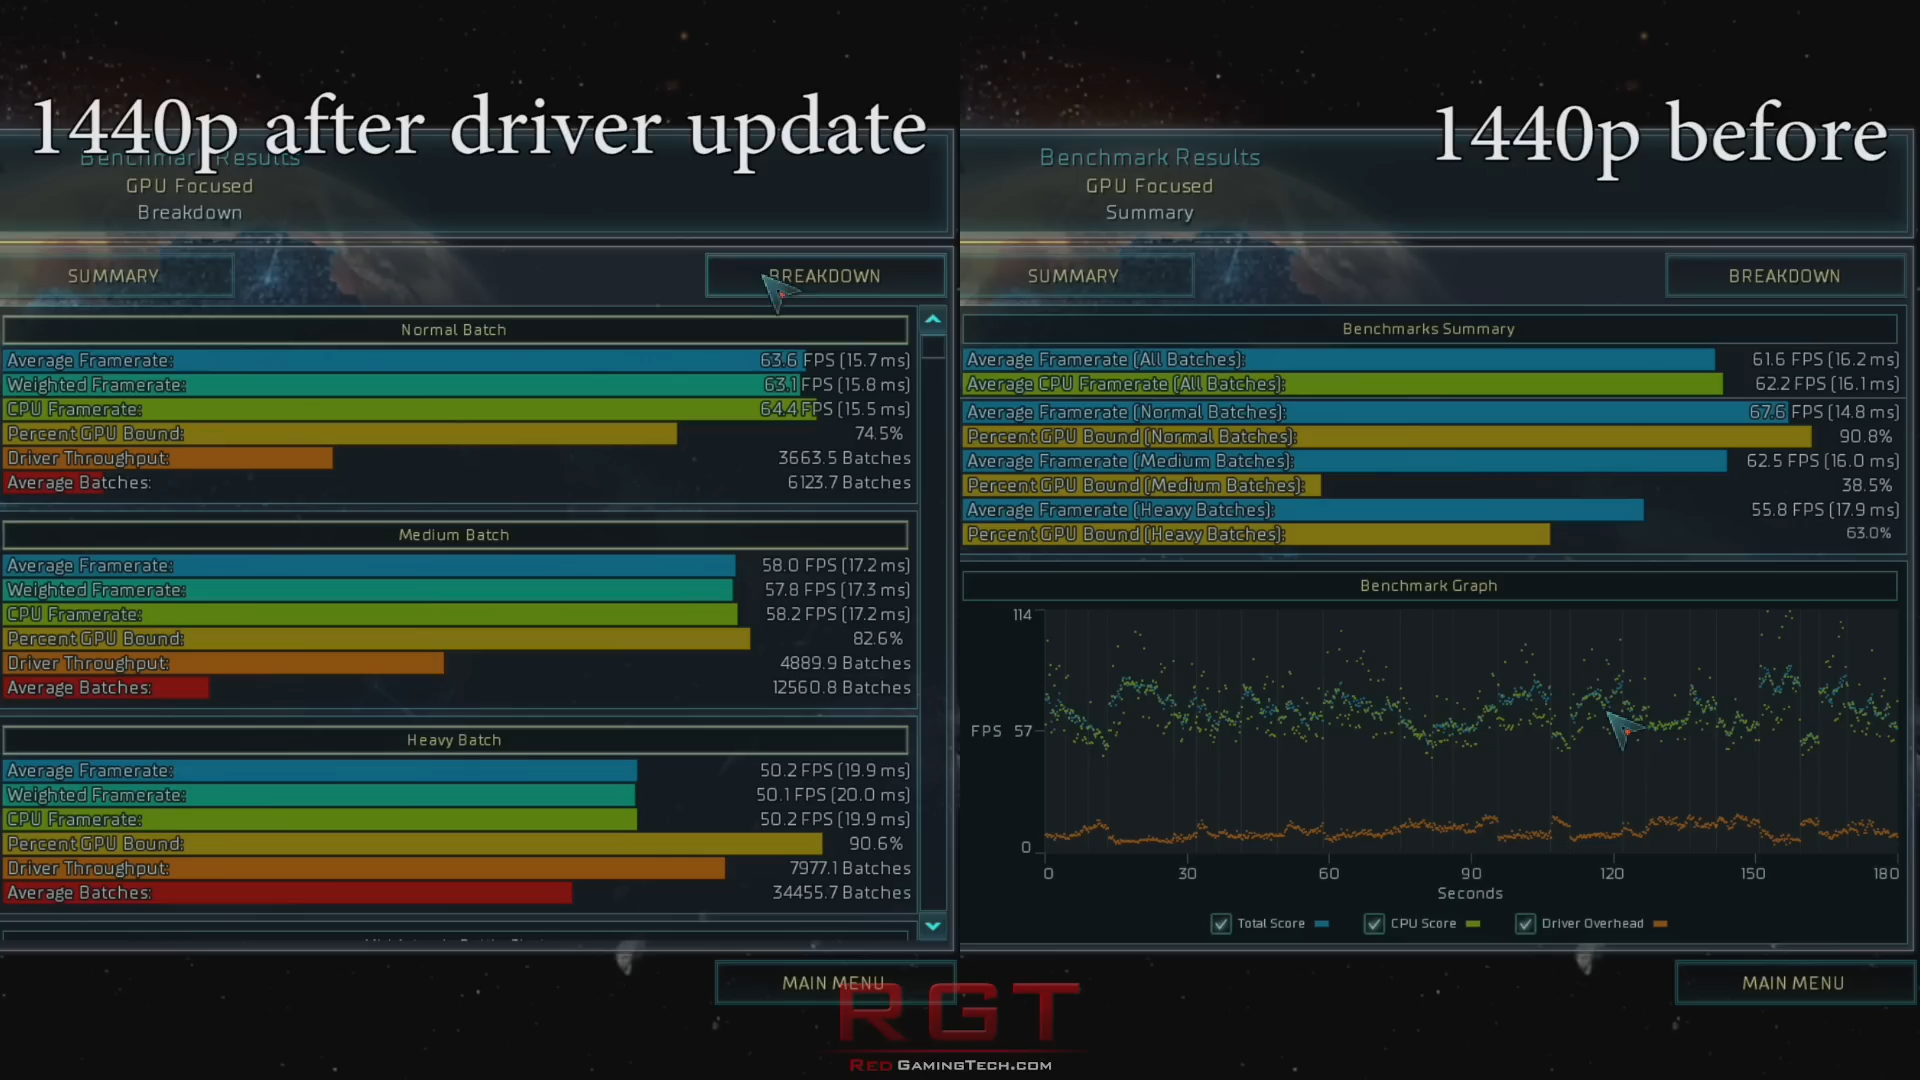 1440p after driver update
Benchmark Results
GPU Focused
Breakdown
SUMMARY
BREAKDOWN
Normal Batch
Average Framerate: 63.6 FPS (15.7 ms)
Weighted Framerate: 63.1 FPS (15.8 ms)
CPU Framerate: 64.4 FPS (15.5 ms)
Percent GPU Bound: 74.5%
Driver Throughput: 3663.5 Batches
Average Batches: 6123.7 Batches
Medium Batch
Average Framerate: 58.0 FPS (17.2 ms)
Weighted Framerate: 57.8 FPS (17.3 ms)
CPU Framerate: 58.2 FPS (17.2 ms)
Percent GPU Bound: 82.6%
Driver Throughput: 4889.9 Batches
Average Batches: 12560.8 Batches
Heavy Batch
Average Framerate: 50.2 FPS (19.9 ms)
Weighted Framerate: 50.1 FPS (20.0 ms)
CPU Framerate: 50.2 FPS (19.9 ms)
Percent GPU Bound: 90.6%
Driver Throughput: 7977.1 Batches
Average Batches: 34455.7 Batches
MAIN MENU
1440p before
Benchmark Results
GPU Focused
Summary
SUMMARY
BREAKDOWN
Benchmarks Summary
Average Framerate (All Batches): 61.6 FPS (16.2 ms)
Average CPU Framerate (All Batches): 62.2 FPS (16.1 ms)
Average Framerate (Normal Batches): 67.6 FPS (14.8 ms)
Percent GPU Bound (Normal Batches): 90.8%
Average Framerate (Medium Batches): 62.5 FPS (16.0 ms)
Percent GPU Bound (Medium Batches): 38.5%
Average Framerate (Heavy Batches): 55.8 FPS (17.9 ms)
Percent GPU Bound (Heavy Batches): 63.0%
Benchmark Graph
114
FPS 57
0
0 30 60 90 120 150 180
Seconds
Total Score CPU Score Driver Overhead
MAIN MENU
RGT
RED GAMINGTECH.COM